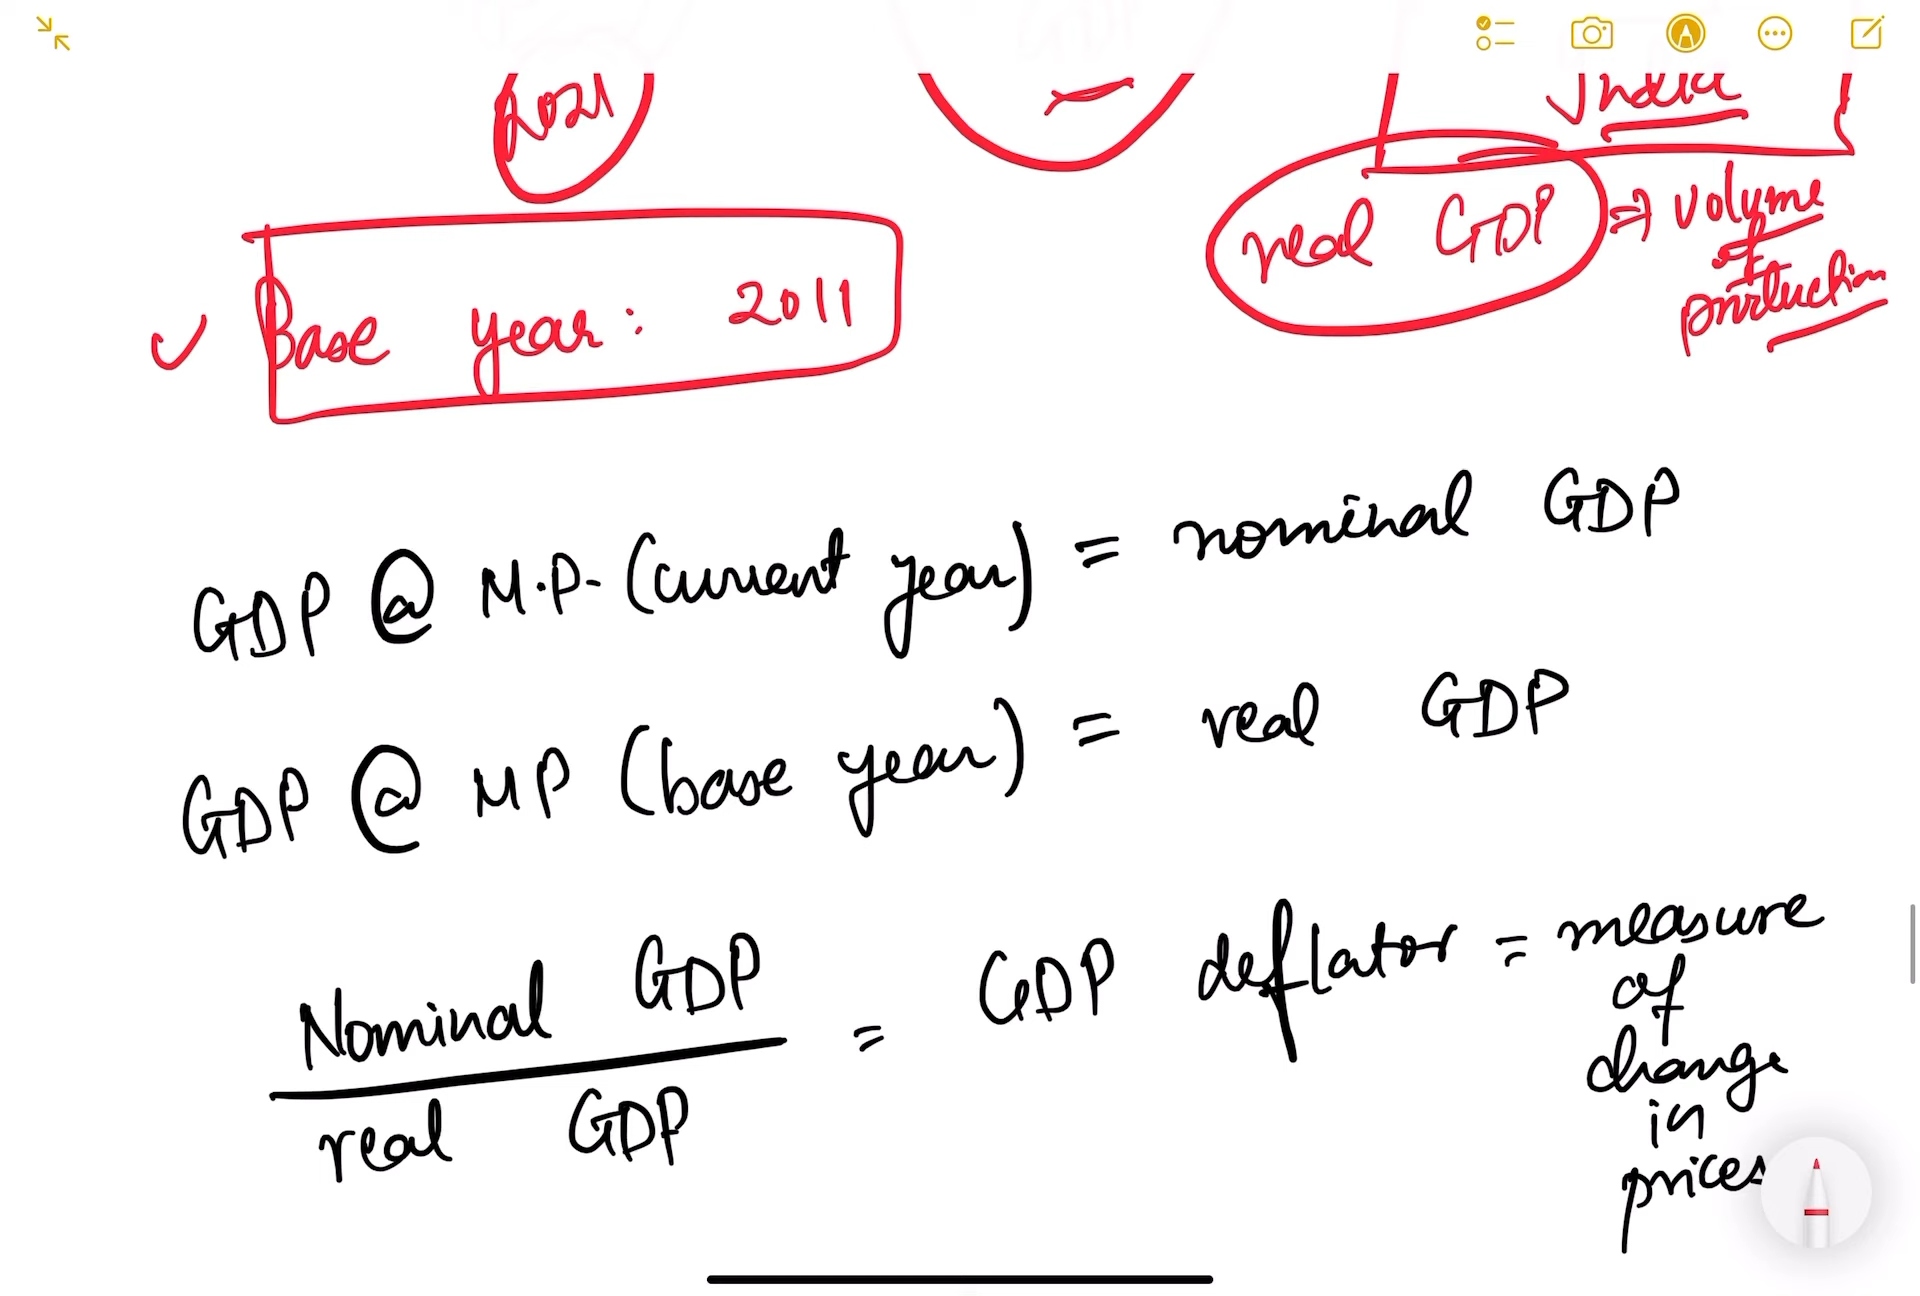 2021
India
real GDP ⇒ volume
of
production
✓ Base year: 2011
GDP @ M.P. (current year) = nominal GDP
GDP @ MP (base year) = real GDP
Nominal GDP
real GDP
= GDP deflator = measure
of
change
in
prices